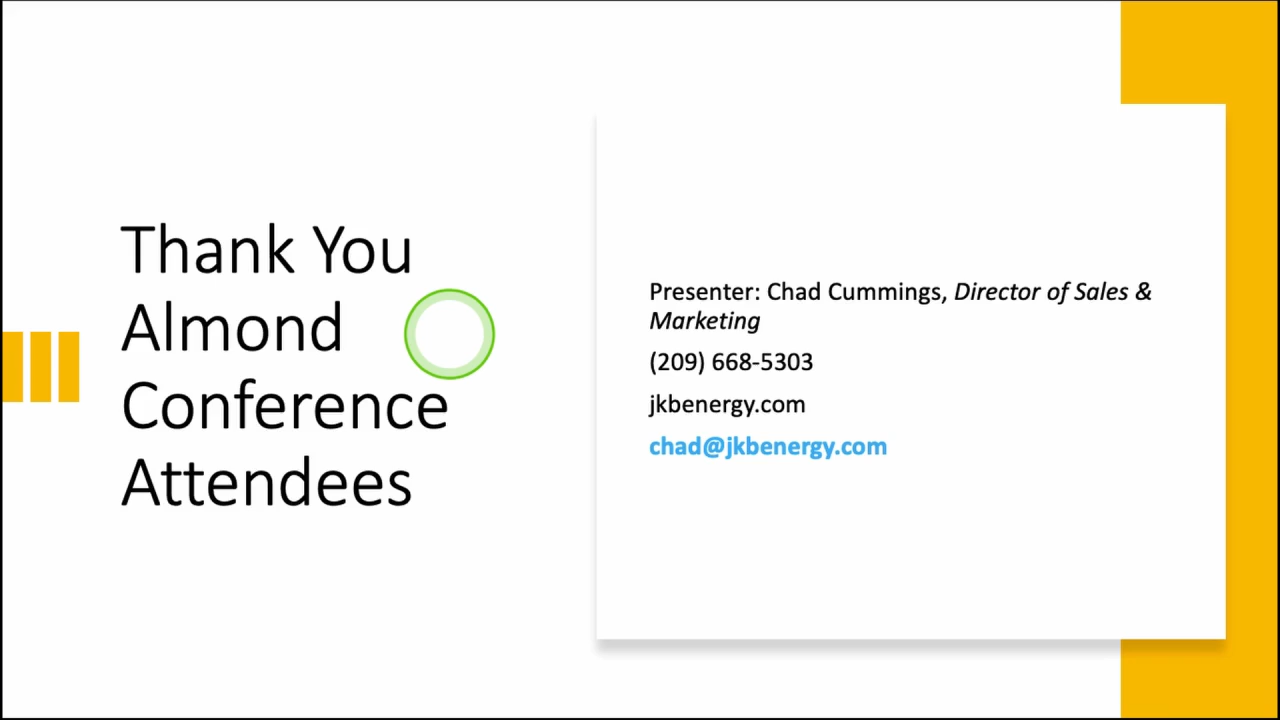 Thank You
Almond
Conference
Attendees
Presenter: Chad Cummings, Director of Sales &
Marketing
(209) 668-5303
jkbenergy.com
chad@jkbenergy.com